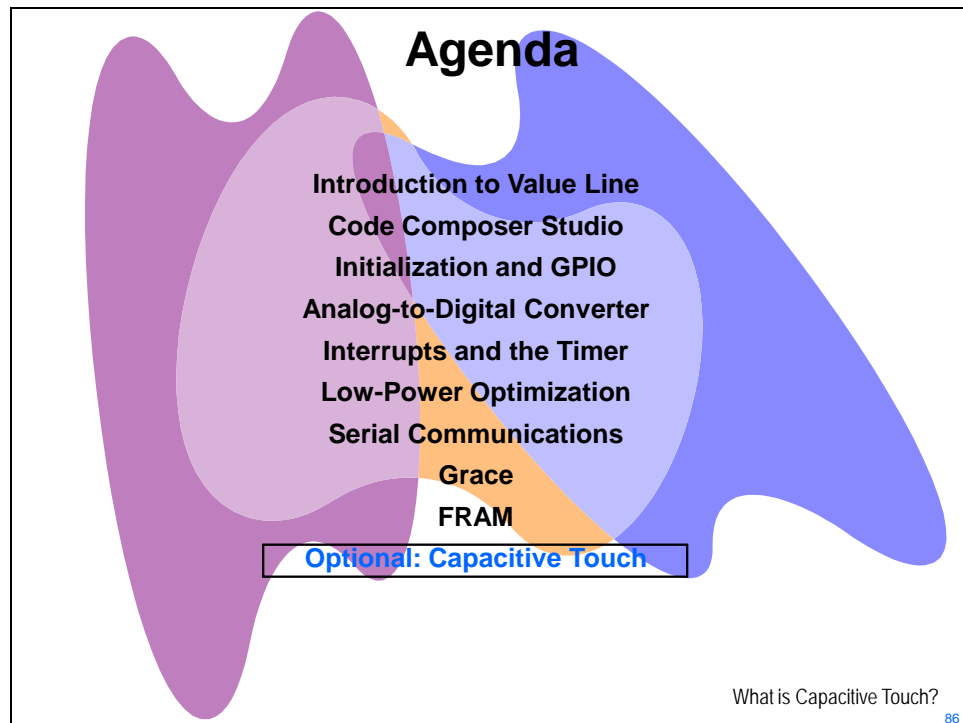 Agenda
Introduction to Value Line
Code Composer Studio
Initialization and GPIO
Analog-to-Digital Converter
Interrupts and the Timer
Low-Power Optimization
Serial Communications
Grace
FRAM
Optional: Capacitive Touch
What is Capacitive Touch?
86